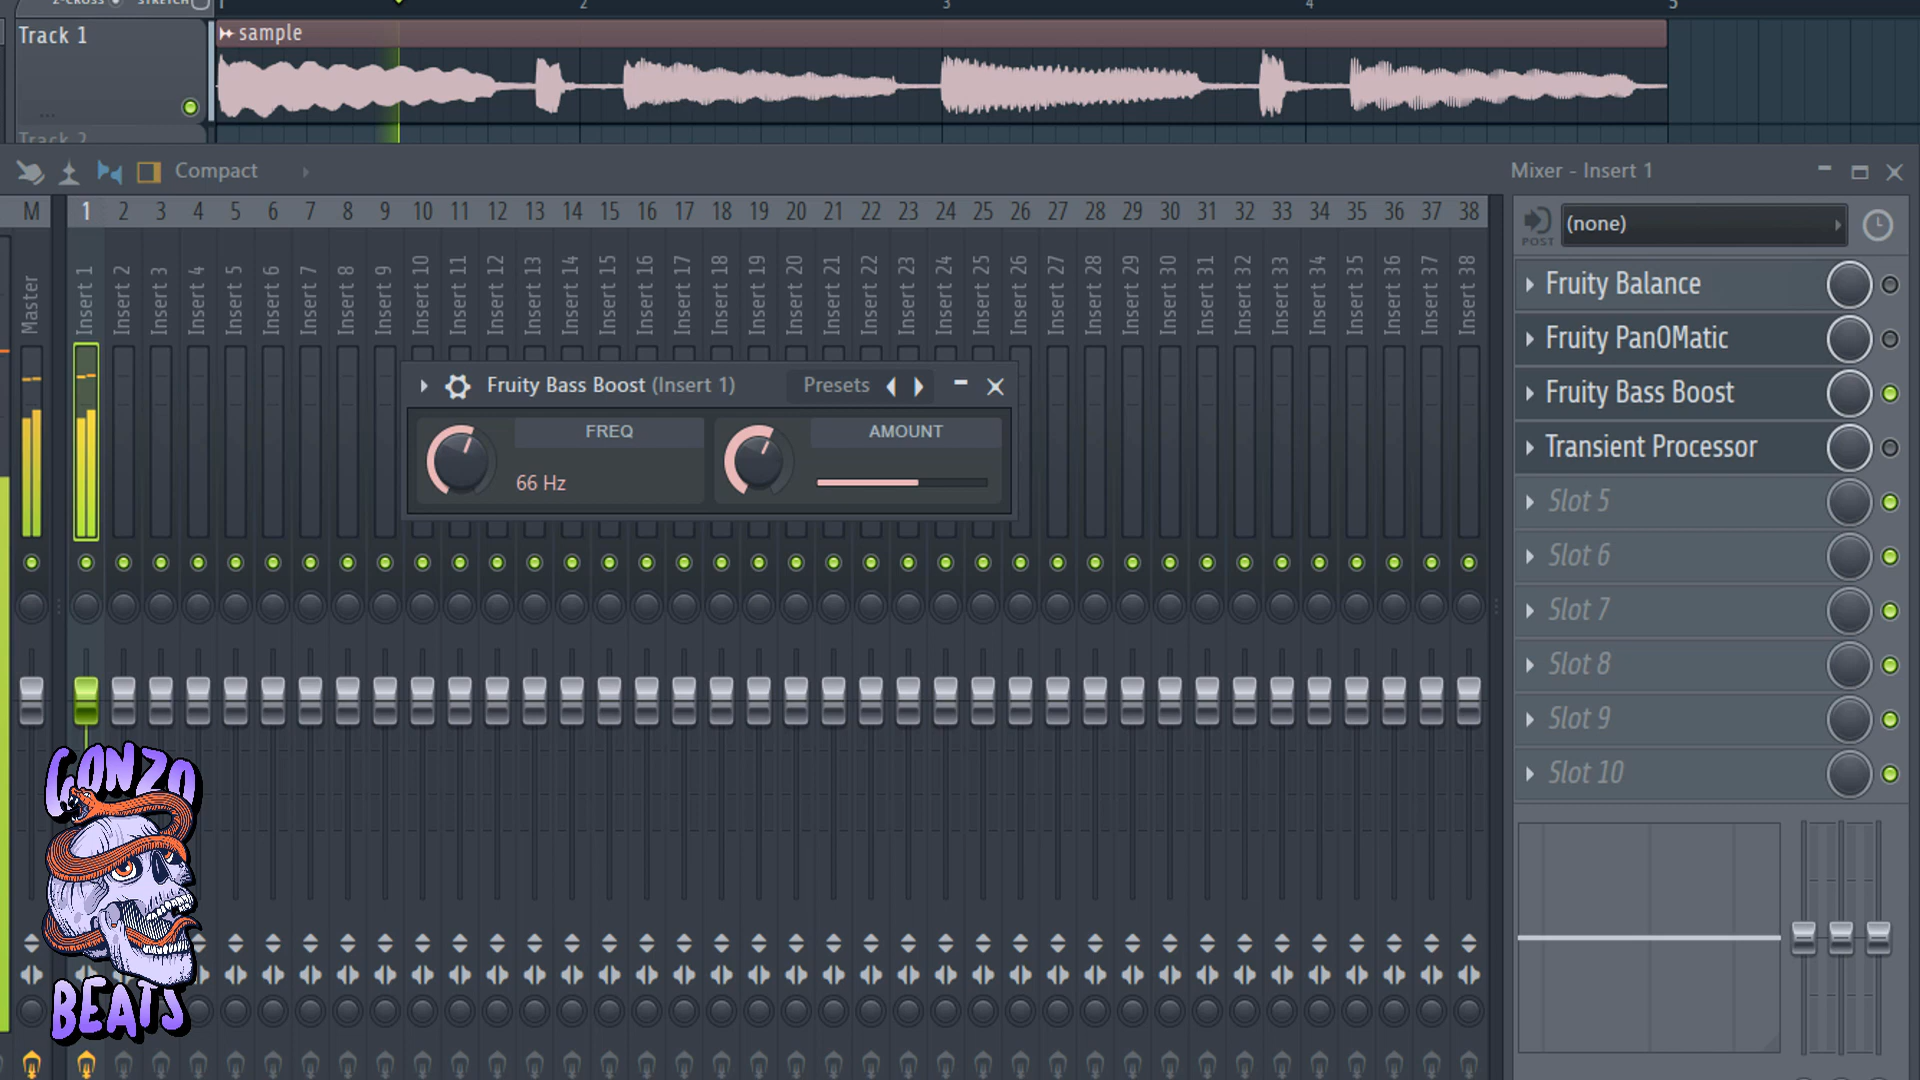 2-CROSS STRETCH 1 2 3 4 5
Track 1
sample
Track 2
Compact
Mixer - Insert 1
M 1 2 3 4 5 6 7 8 9 10 11 12 13 14 15 16 17 18 19 20 21 22 23 24 25 26 27 28 29 30 31 32 33 34 35 36 37 38
POST (none)
Master
Insert 1
Insert 2
Insert 3
Insert 4
Insert 5
Insert 6
Insert 7
Insert 8
Insert 9
Insert 10
Insert 11
Insert 12
Insert 13
Insert 14
Insert 15
Insert 16
Insert 17
Insert 18
Insert 19
Insert 20
Insert 21
Insert 22
Insert 23
Insert 24
Insert 25
Insert 26
Insert 27
Insert 28
Insert 29
Insert 30
Insert 31
Insert 32
Insert 33
Insert 34
Insert 35
Insert 36
Insert 37
Insert 38
Fruity Bass Boost (Insert 1) Presets
FREQ
66 Hz
AMOUNT
Fruity Balance
Fruity PanOMatic
Fruity Bass Boost
Transient Processor
Slot 5
Slot 6
Slot 7
Slot 8
Slot 9
Slot 10
GONZO
BEATS